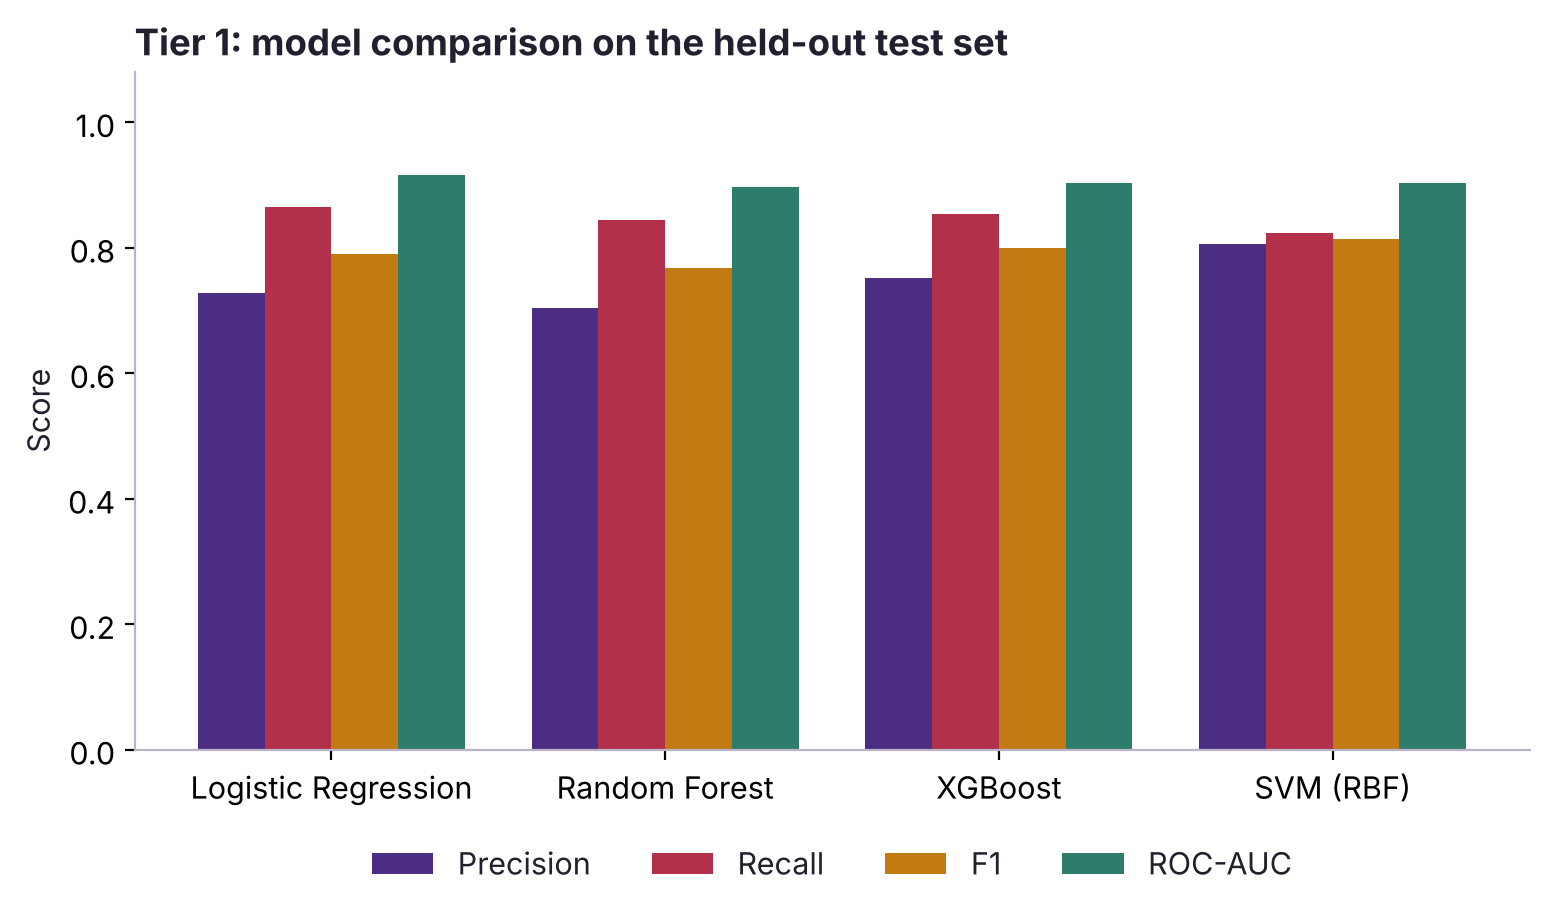 Tier 1: model comparison on the held-out test set
Score
1.0
0.8
0.6
0.4
0.2
0.0
Logistic Regression Random Forest XGBoost SVM (RBF)
Precision Recall F1 ROC-AUC